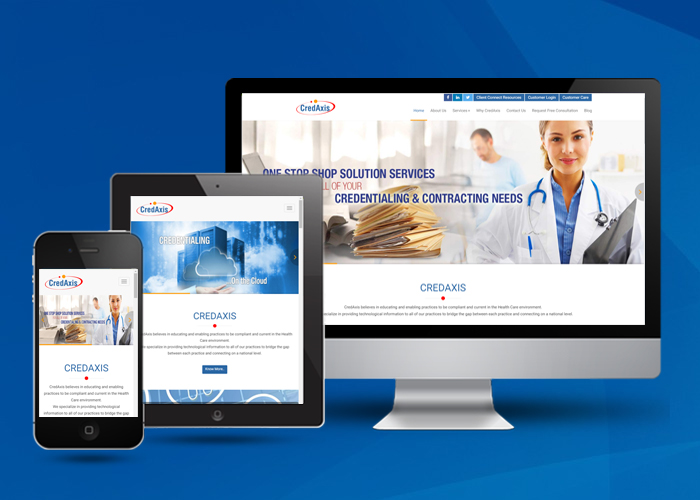 CredAxis
f in
Client Connect Resources Customer Login Customer Care
Home About Us Services Why CredAxis Contact Us Request Free Consultation Blog
ONE STOP SHOP SOLUTION SERVICES
ALL OF YOUR
CREDENTIALING & CONTRACTING NEEDS
CREDAXIS
CredAxis believes in educating and enabling practices to be compliant and current in the Health Care environment.
specialize in providing technological information to all of our practices to bridge the gap between each practice and connecting on a national level.
CredAxis
CREDENTIALING
On the Cloud
CREDAXIS
CredAxis believes in educating and enabling practices to be compliant and current in the Health
Care environment.
We specialize in providing technological information to all of our practices to bridge the gap
between each practice and connecting on a national level.
Know More..
CredAxis
ONE STOP SHOP SOLUTION SERVICES
CREDENTIALING & CONTRACTING NEEDS
CREDAXIS
CredAxis believes in educating and enabling
practices to be compliant and current in the Health
Care environment.
We specialize in providing technological
information to all of our practices to bridge the gap